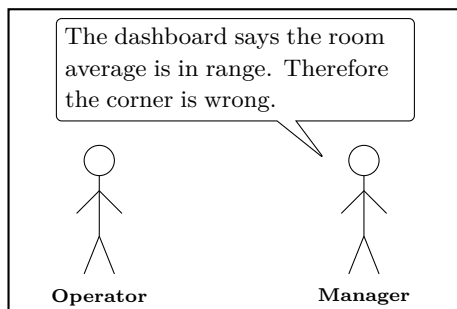 The dashboard says the room
average is in range. Therefore
the corner is wrong.
Operator
Manager